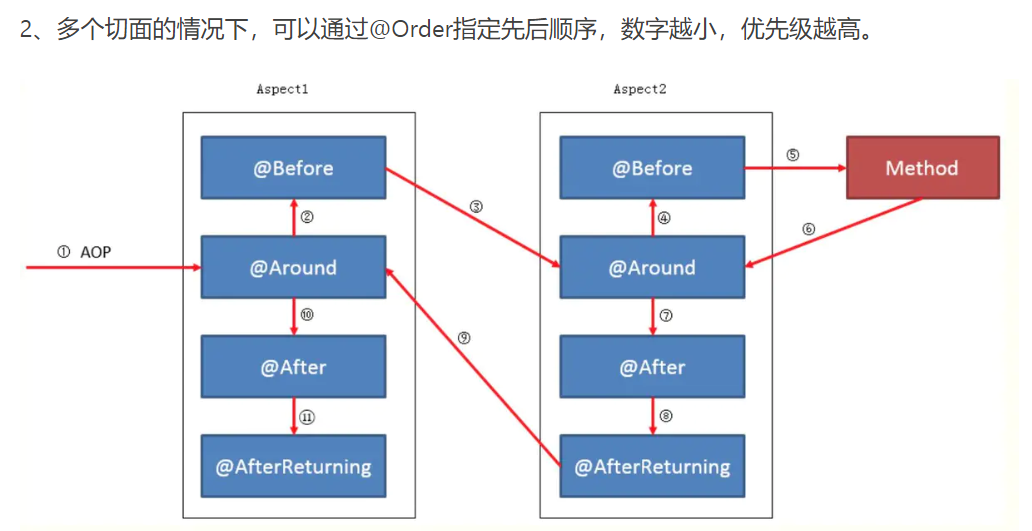 2、多个切面的情况下，可以通过@Order指定先后顺序，数字越小，优先级越高。
Aspect1
Aspect2
@Before
@Before
⑤
Method
②
③
④
⑥
① AOP
@Around
@Around
⑩
⑦
⑨
@After
@After
⑪
⑧
@AfterReturning
@AfterReturning